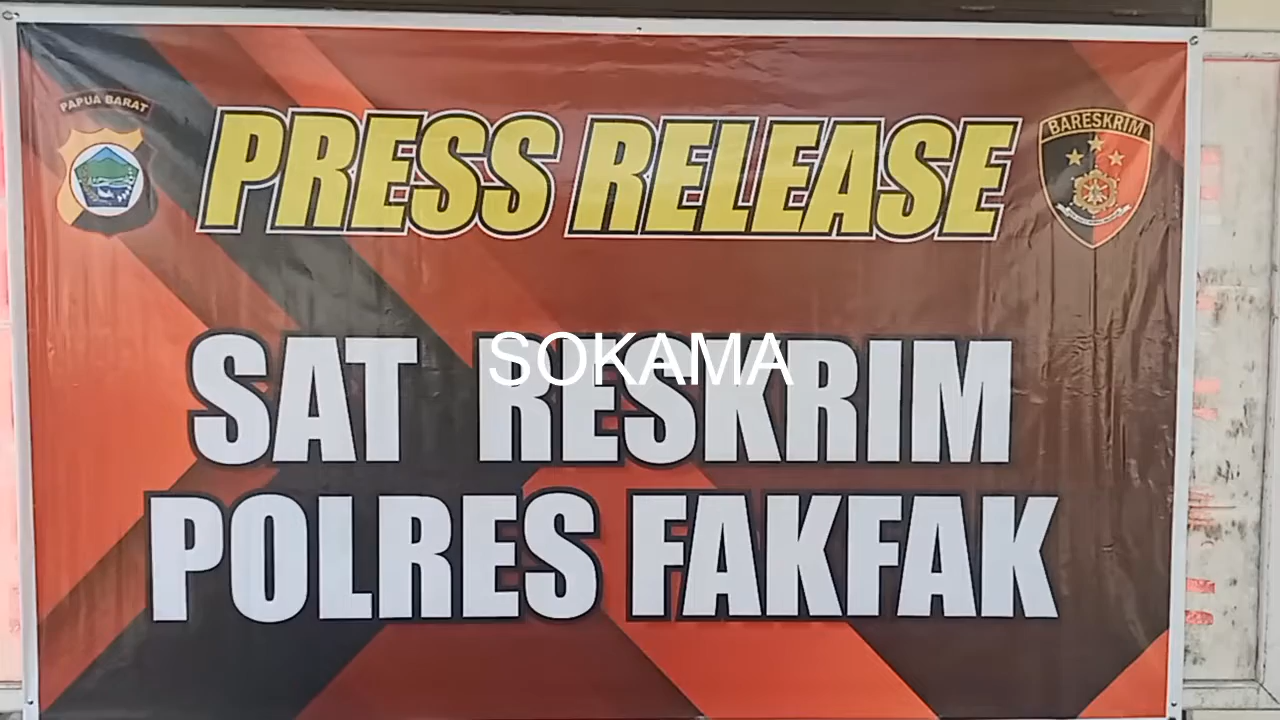 PAPUA BARAT
PRESS RELEASE
BARESKRIM
SOKAMA
SAT RESKRIM
POLRES FAKFAK